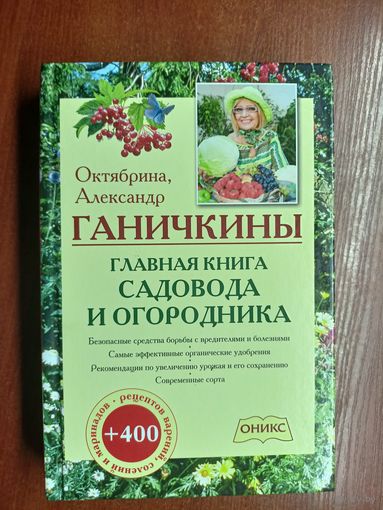 Октябрина,
Александр
ГАНИЧКИНЫ
ГЛАВНАЯ КНИГА
САДОВОДА
И ОГОРОДНИКА
Безопасные средства борьбы с вредителями и болезнями
Самые эффективные органические удобрения
Рекомендации по увеличению урожая и его сохранению
Современные сорта
+400
рецептов варений, солений и маринадов
ОНИКС